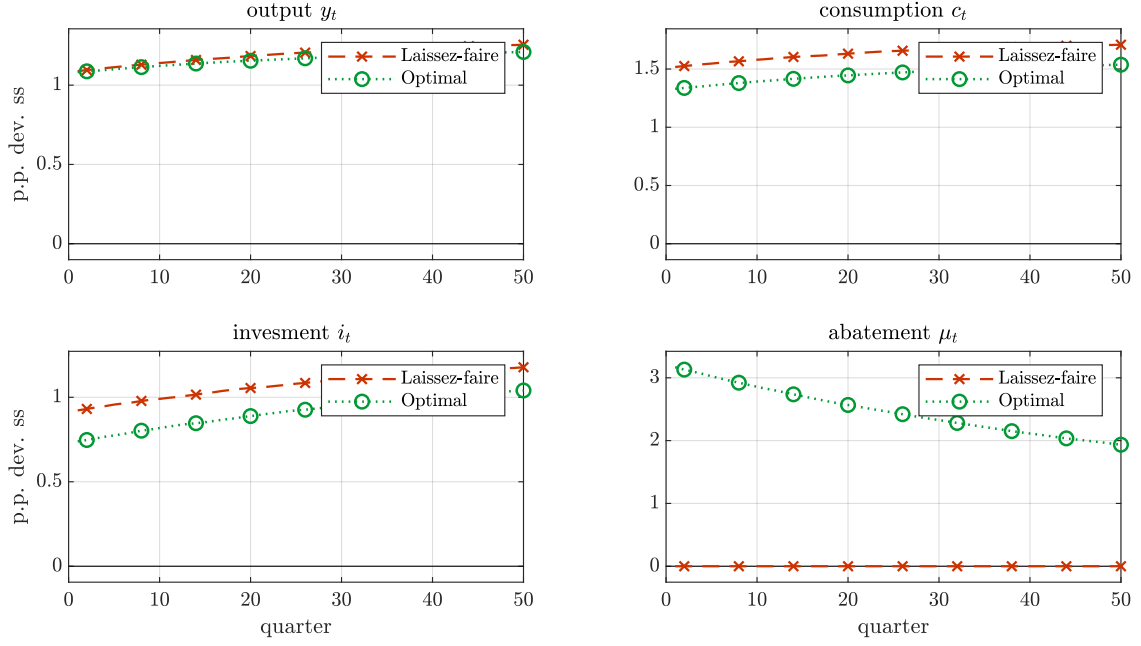 output y_t
1
0.5
0
p.p. dev. ss
Laissez-faire
Optimal
0 10 20 30 40 50
consumption c_t
1.5
1
0.5
0
Laissez-faire
Optimal
0 10 20 30 40 50
invesment i_t
1
0.5
0
p.p. dev. ss
Laissez-faire
Optimal
0 10 20 30 40 50
quarter
abatement μ_t
3
2
1
0
Laissez-faire
Optimal
0 10 20 30 40 50
quarter